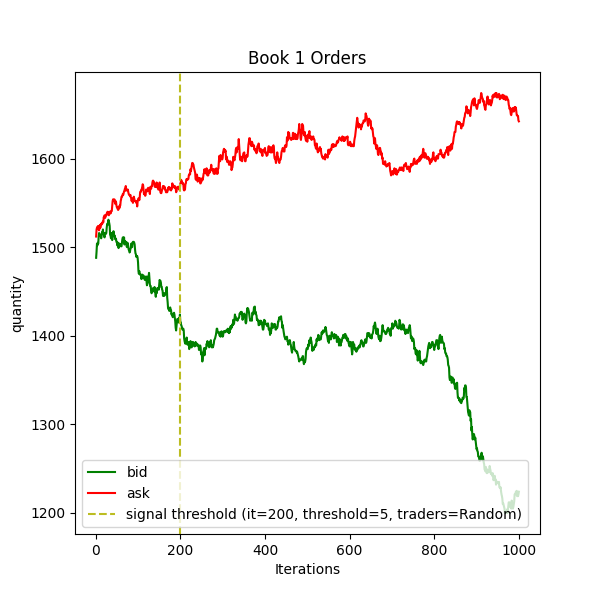 Book 1 Orders
quantity
1600
1500
1400
1300
1200
bid
ask
signal threshold (it=200, threshold=5, traders=Random)
0 200 400 600 800 1000
Iterations